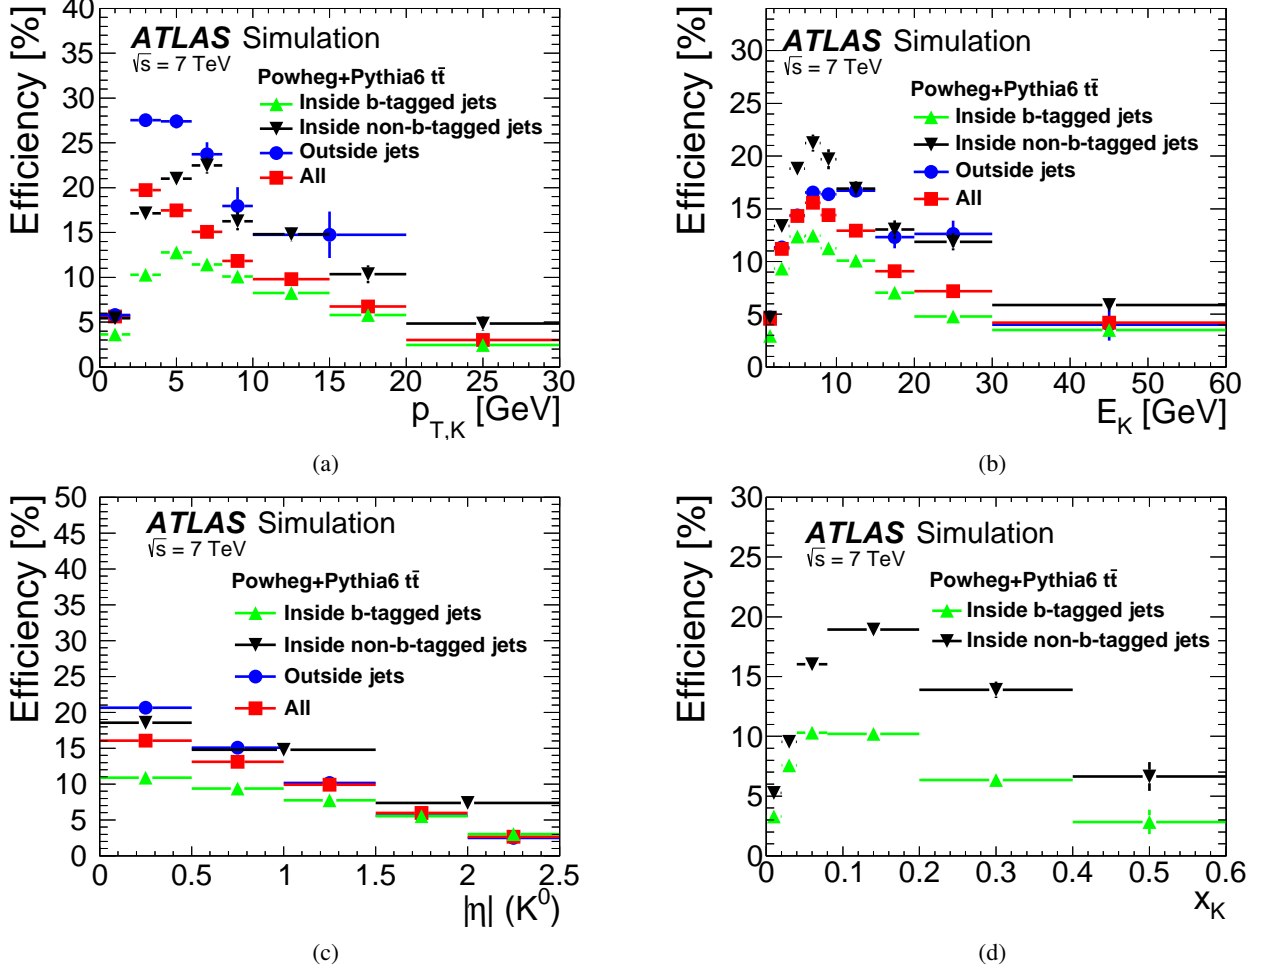 Efficiency [%]
40
35
30
25
20
15
10
5
0
ATLAS Simulation
√s = 7 TeV
Powheg+Pythia6 tt̄
Inside b-tagged jets
Inside non-b-tagged jets
Outside jets
All
0 5 10 15 20 25 30
p_T,K [GeV]
(a)
Efficiency [%]
30
25
20
15
10
5
0
ATLAS Simulation
√s = 7 TeV
Powheg+Pythia6 tt̄
Inside b-tagged jets
Inside non-b-tagged jets
Outside jets
All
10 20 30 40 50 60
E_K [GeV]
(b)
Efficiency [%]
50
45
40
35
30
25
20
15
10
5
0
ATLAS Simulation
√s = 7 TeV
Powheg+Pythia6 tt̄
Inside b-tagged jets
Inside non-b-tagged jets
Outside jets
All
0 0.5 1 1.5 2 2.5
|η| (K⁰)
(c)
Efficiency [%]
30
25
20
15
10
5
0
ATLAS Simulation
√s = 7 TeV
Powheg+Pythia6 tt̄
Inside b-tagged jets
Inside non-b-tagged jets
0 0.1 0.2 0.3 0.4 0.5 0.6
x_K
(d)